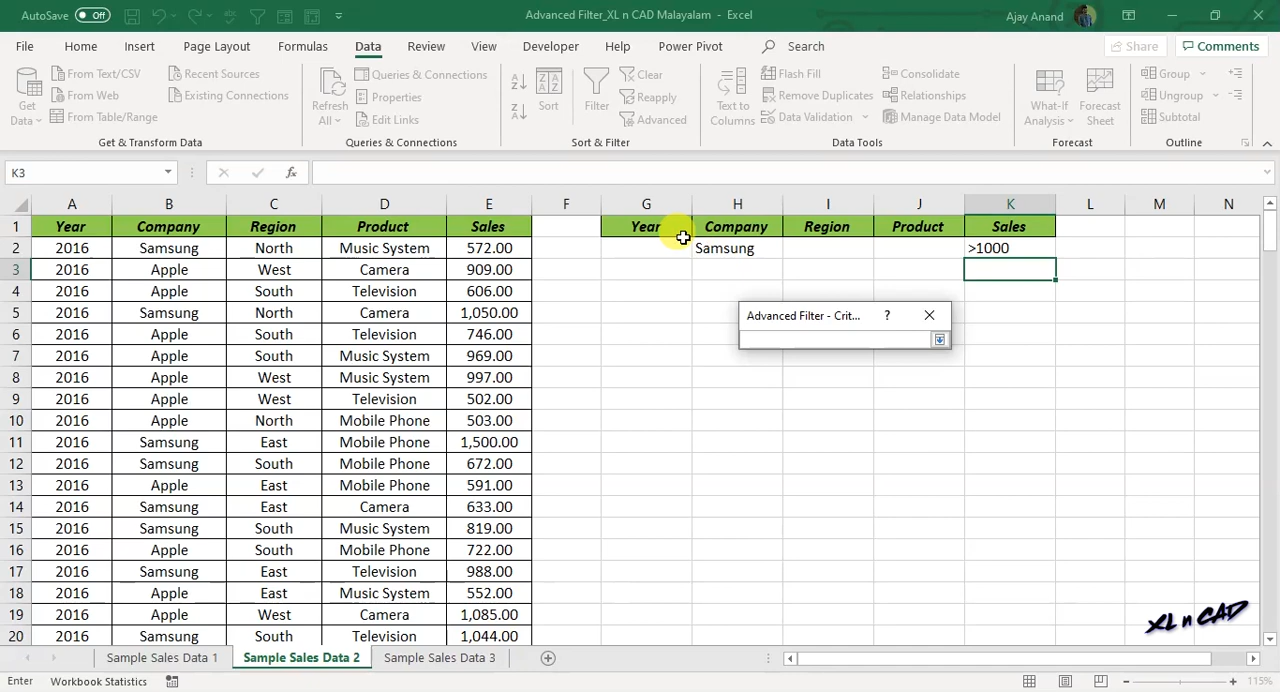 AutoSave Off
Advanced Filter_XL n CAD Malayalam - Excel
Ajay Anand
File Home Insert Page Layout Formulas Data Review View Developer Help Power Pivot Search Share Comments
From Text/CSV Recent Sources Queries & Connections Clear Flash Fill Consolidate Group
Get Data From Web Existing Connections Refresh All Properties Sort Filter Reapply Text to Columns Remove Duplicates Relationships What-If Analysis Forecast Sheet Ungroup
From Table/Range Edit Links Advanced Data Validation Manage Data Model Subtotal
Get & Transform Data Queries & Connections Sort & Filter Data Tools Forecast Outline
K3 fx
A B C D E F G H I J K L M N
1 Year Company Region Product Sales Year Company Region Product Sales
2 2016 Samsung North Music System 572.00 Samsung >1000
3 2016 Apple West Camera 909.00
4 2016 Apple South Television 606.00
5 2016 Samsung North Camera 1,050.00
6 2016 Apple South Television 746.00
7 2016 Apple South Music System 969.00
8 2016 Apple West Music System 997.00
9 2016 Apple West Television 502.00
10 2016 Apple North Mobile Phone 503.00
11 2016 Samsung East Mobile Phone 1,500.00
12 2016 Samsung South Mobile Phone 672.00
13 2016 Apple East Mobile Phone 591.00
14 2016 Samsung East Camera 633.00
15 2016 Samsung South Music System 819.00
16 2016 Apple South Mobile Phone 722.00
17 2016 Samsung East Television 988.00
18 2016 Apple East Music System 552.00
19 2016 Apple West Camera 1,085.00
20 2016 Samsung South Television 1,044.00
Advanced Filter - Crit... ?
XL n CAD
Sample Sales Data 1 Sample Sales Data 2 Sample Sales Data 3
Enter Workbook Statistics 115%